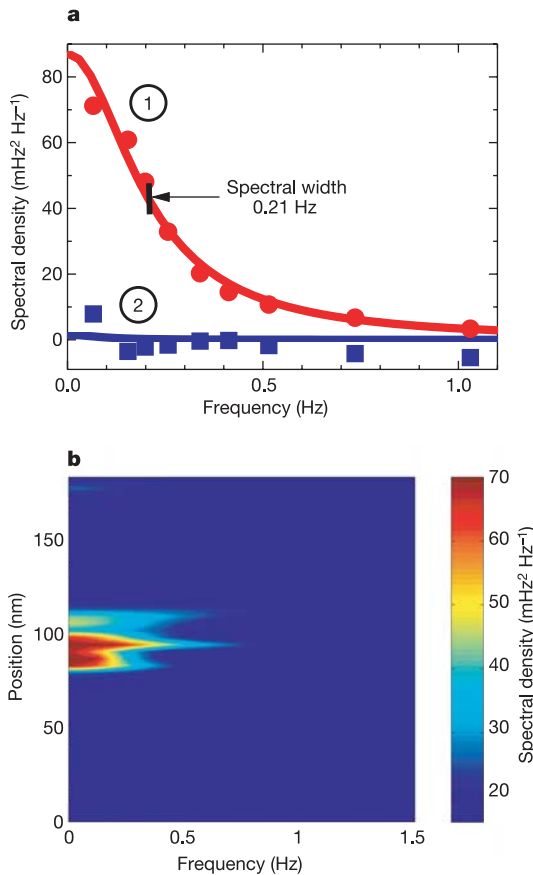 a
Spectral density (mHz² Hz⁻¹)
80
60
40
20
0
1
Spectral width
0.21 Hz
2
0.0
0.5
1.0
Frequency (Hz)
b
Position (nm)
150
100
50
0
0
0.5
1
1.5
Frequency (Hz)
70
60
50
40
30
20
Spectral density (mHz² Hz⁻¹)